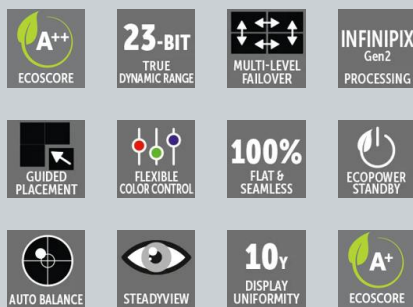 A++
ECOSCORE
23-BIT
TRUE
DYNAMIC RANGE
MULTI-LEVEL
FAILOVER
INFINIPIX
Gen2
PROCESSING
GUIDED
PLACEMENT
FLEXIBLE
COLOR CONTROL
100%
FLAT &
SEAMLESS
ECOPOWER
STANDBY
AUTO BALANCE
STEADYVIEW
10Y
DISPLAY
UNIFORMITY
A+
ECOSCORE